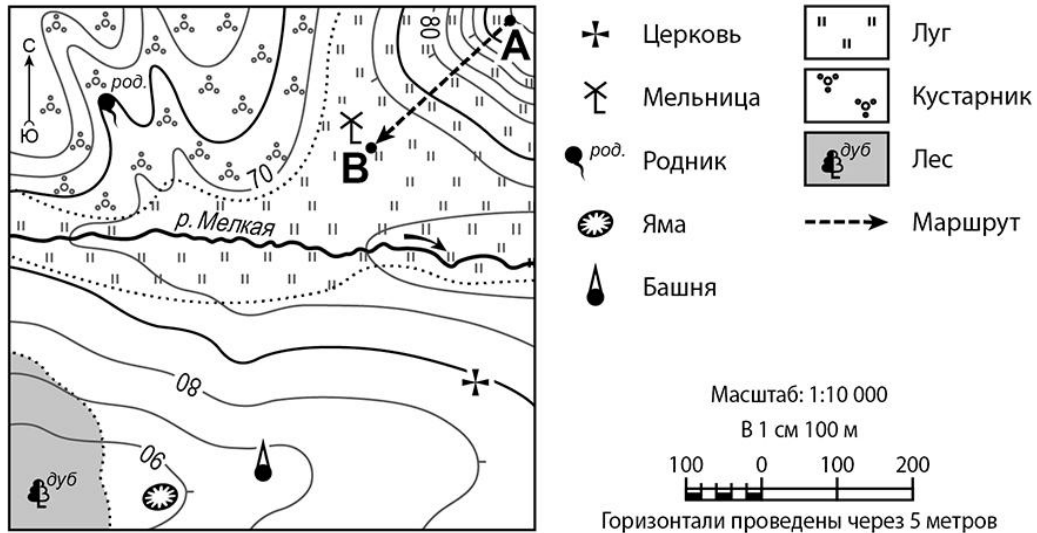 С
Ю
род.
80
А
В
70
р. Мелкая
80
90
дуб
Церковь
Мельница
род. Родник
Яма
Башня
Луг
Кустарник
дуб Лес
Маршрут
Масштаб: 1:10 000
В 1 см 100 м
100 0 100 200
Горизонтали проведены через 5 метров